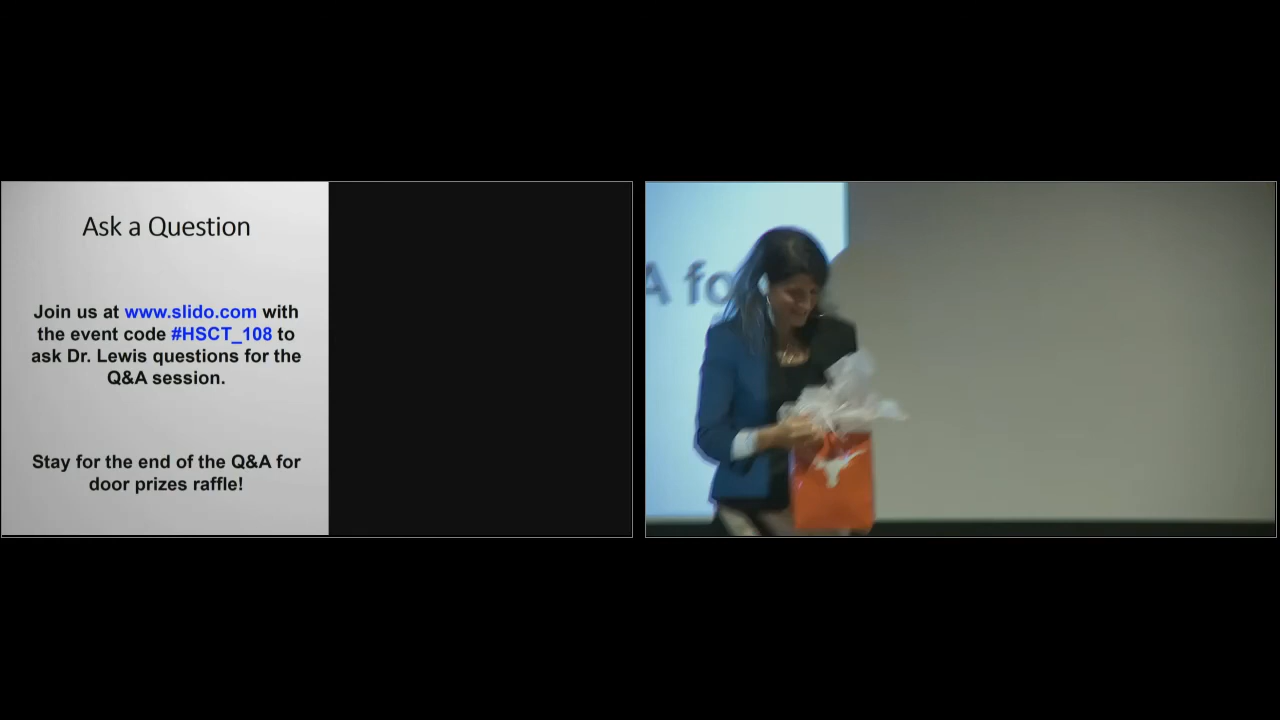 Ask a Question
Join us at www.slido.com with
the event code #HSCT_108 to
ask Dr. Lewis questions for the
Q&A session.
Stay for the end of the Q&A for
door prizes raffle!
A fo